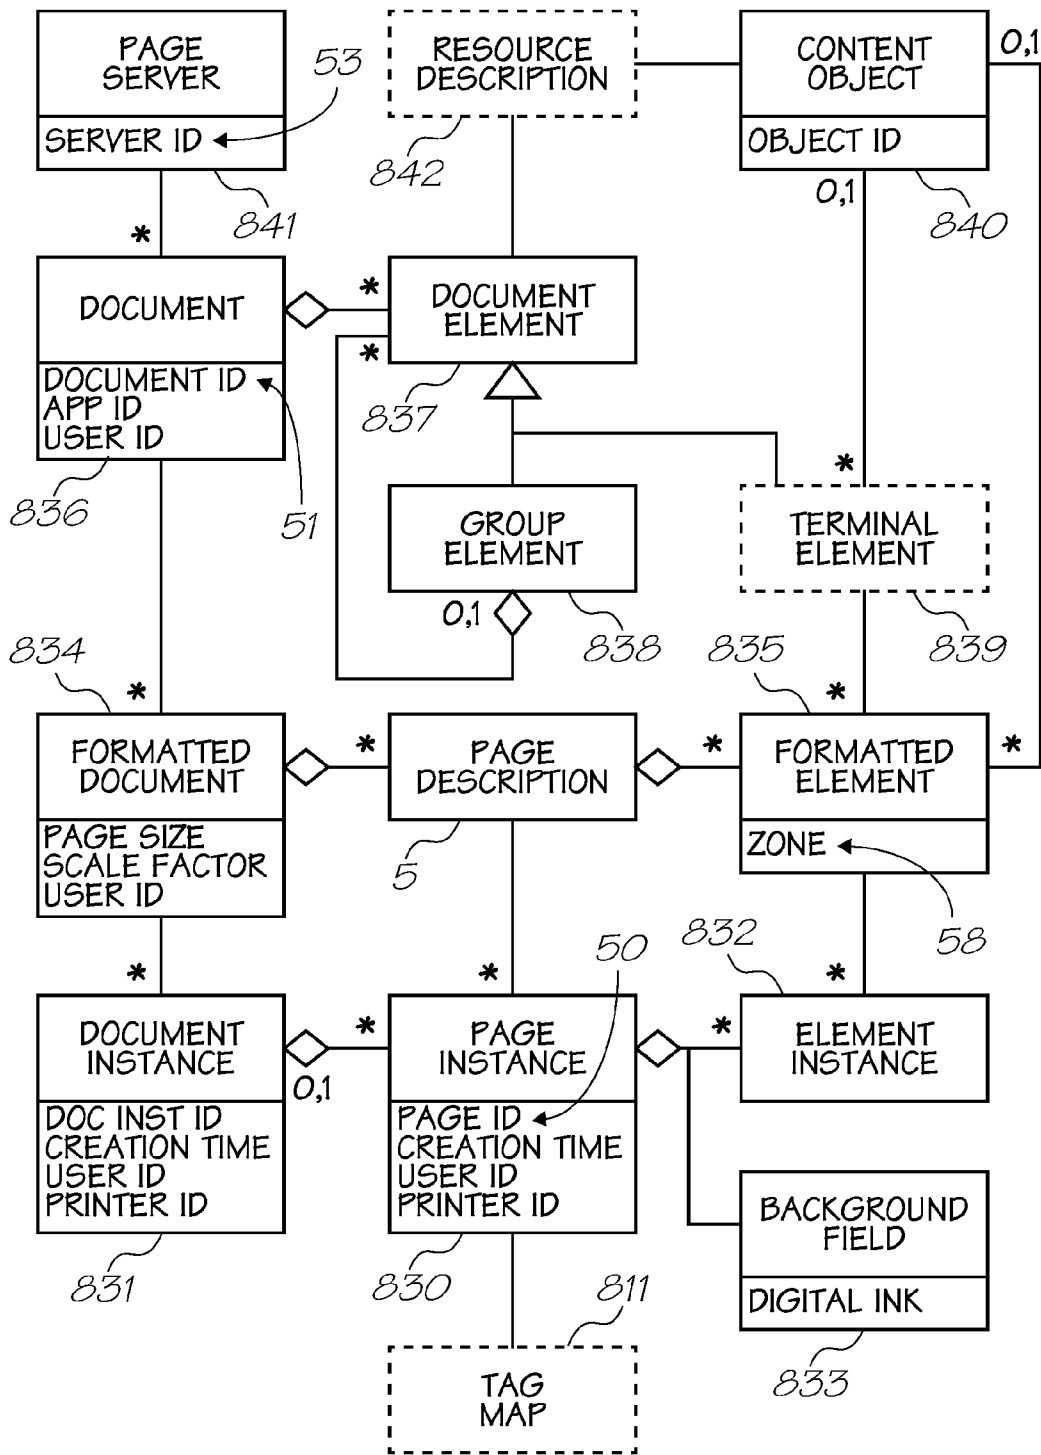 PAGE
SERVER
SERVER ID
53
841
RESOURCE
DESCRIPTION
842
CONTENT
OBJECT
OBJECT ID
840
0,1
0,1
*
DOCUMENT
DOCUMENT ID
APP ID
USER ID
836
51
*
*
DOCUMENT
ELEMENT
837
GROUP
ELEMENT
0,1
838
*
TERMINAL
ELEMENT
839
834
*
FORMATTED
DOCUMENT
PAGE SIZE
SCALE FACTOR
USER ID
*
PAGE
DESCRIPTION
5
835
*
*
*
FORMATTED
ELEMENT
ZONE
58
*
DOCUMENT
INSTANCE
0,1
DOC INST ID
CREATION TIME
USER ID
PRINTER ID
831
50
*
*
PAGE
INSTANCE
PAGE ID
CREATION TIME
USER ID
PRINTER ID
830
832
*
*
ELEMENT
INSTANCE
BACKGROUND
FIELD
DIGITAL INK
833
811
TAG
MAP